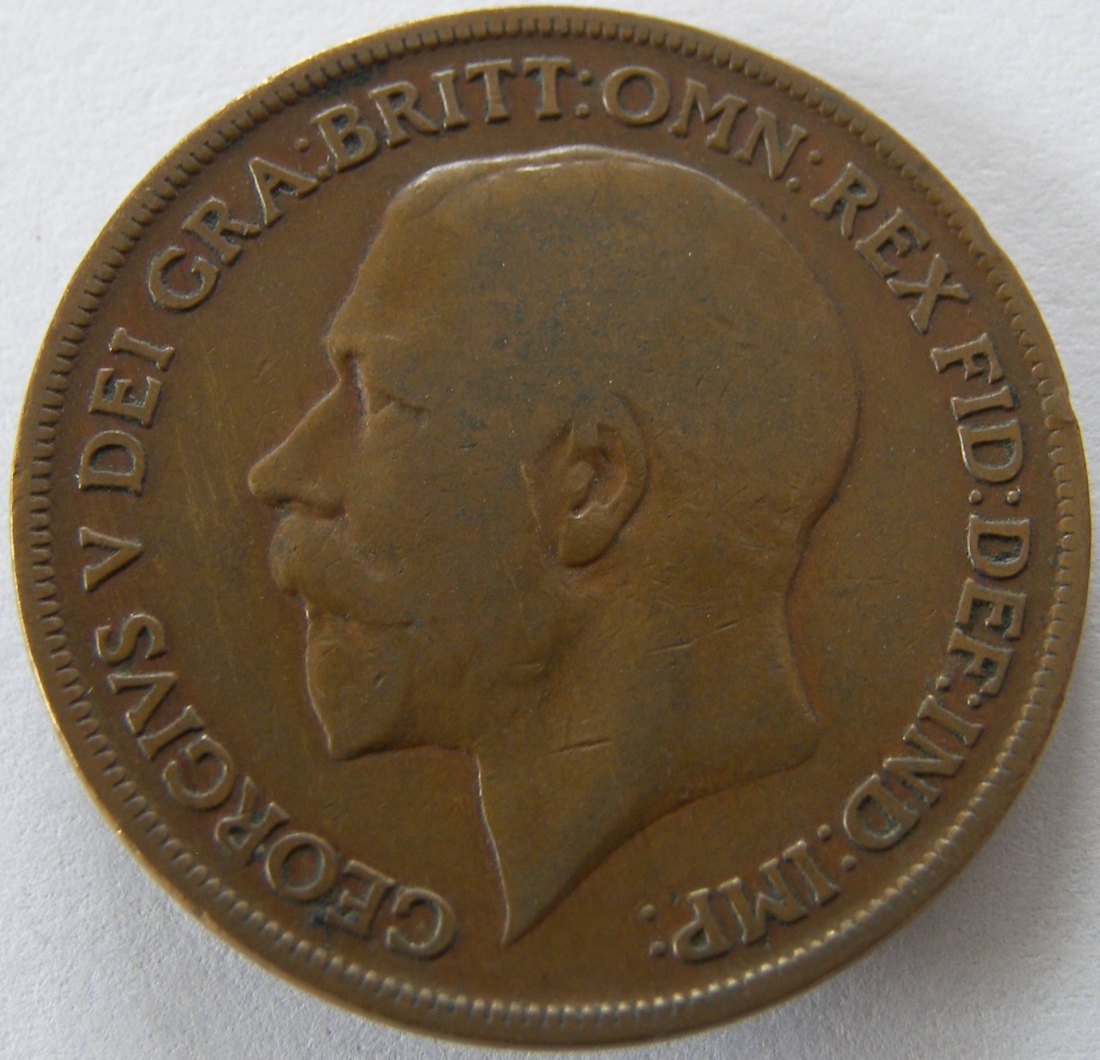 GEORGIVS V DEI GRA:BRITT:OMN:REX FID:DEF:IND:IMP: